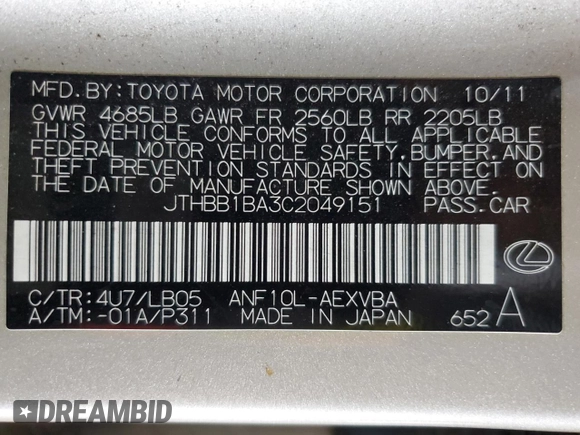 MFD.BY:TOYOTA MOTOR CORPORATION 10/11
GVWR 4685LB GAWR FR 2560LB RR 2205LB
THIS VEHICLE CONFORMS TO ALL APPLICABLE
FEDERAL MOTOR VEHICLE SAFETY,BUMPER,AND
THEFT PREVENTION STANDARDS IN EFFECT ON
THE DATE OF MANUFACTURE SHOWN ABOVE.
JTHBB1BA3C2049151 PASS.CAR
C/TR:4U7/LB05 ANF10L-AEXVBA
A/TM:-01A/P311 MADE IN JAPAN 652 A
DREAMBID